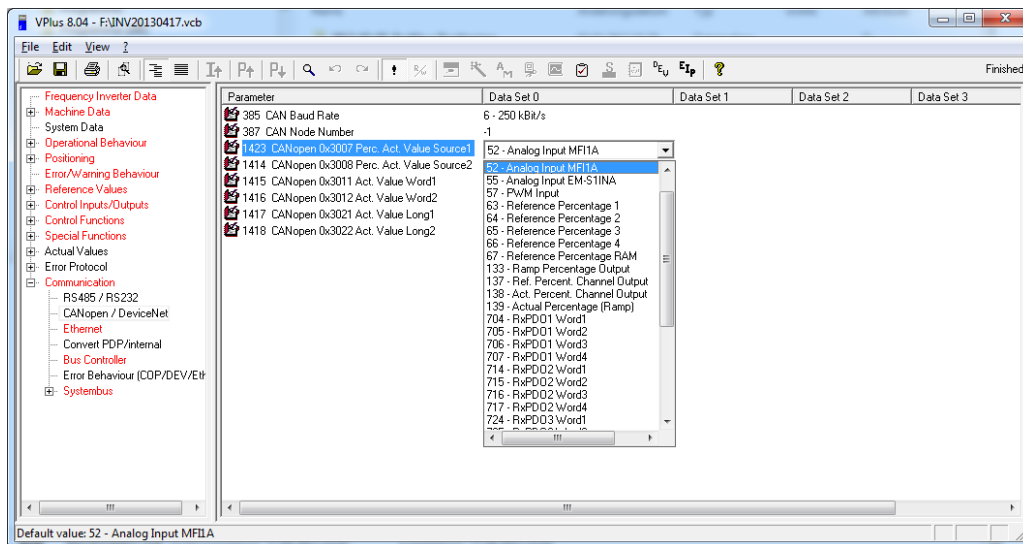 VPlus 8.04 - F:\INV20130417.vcb
File Edit View ?
Finished
Frequency Inverter Data
Machine Data
System Data
Operational Behaviour
Positioning
Error/Warning Behaviour
Reference Values
Control Inputs/Outputs
Control Functions
Special Functions
Actual Values
Error Protocol
Communication
RS485 / RS232
CANopen / DeviceNet
Ethernet
Convert PDP/internal
Bus Controller
Error Behaviour (COP/DEV/Eth
Systembus
Parameter Data Set 0 Data Set 1 Data Set 2 Data Set 3
385 CAN Baud Rate 6 - 250 kBit/s
387 CAN Node Number -1
1423 CANopen 0x3007 Perc. Act. Value Source1 52 - Analog Input MFI1A
1414 CANopen 0x3008 Perc. Act. Value Source2
1415 CANopen 0x3011 Act. Value Word1
1416 CANopen 0x3012 Act. Value Word2
1417 CANopen 0x3021 Act. Value Long1
1418 CANopen 0x3022 Act. Value Long2
52 - Analog Input MFI1A
55 - Analog Input EM-S1INA
57 - PWM Input
63 - Reference Percentage 1
64 - Reference Percentage 2
65 - Reference Percentage 3
66 - Reference Percentage 4
67 - Reference Percentage RAM
133 - Ramp Percentage Output
137 - Ref. Percent. Channel Output
138 - Act. Percent. Channel Output
139 - Actual Percentage (Ramp)
704 - RxPDO1 Word1
705 - RxPDO1 Word2
706 - RxPDO1 Word3
707 - RxPDO1 Word4
714 - RxPDO2 Word1
715 - RxPDO2 Word2
716 - RxPDO2 Word3
717 - RxPDO2 Word4
724 - RxPDO3 Word1
Default value: 52 - Analog Input MFI1A